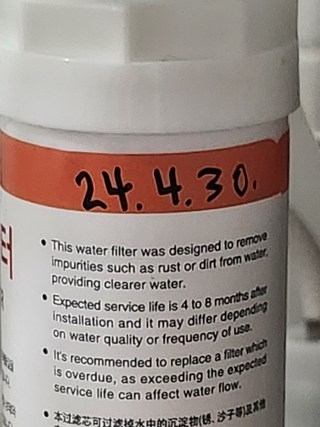 24.4.30.
터
• This water filter was designed to remove
impurities such as rust or dirt from water,
providing clearer water.
• Expected service life is 4 to 8 months after
installation and it may differ depending
on water quality or frequency of use.
• It's recommended to replace a filter which
is overdue, as exceeding the expected
service life can affect water flow.
• 本过滤芯可过滤掉水中的沉淀物(锈、沙子等)及其他